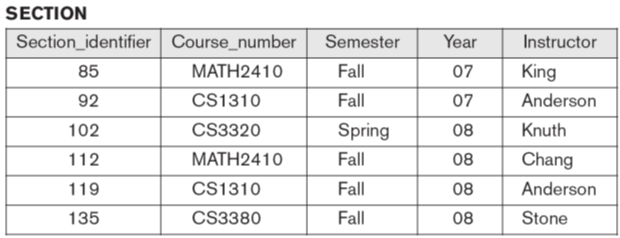 SECTION
Section_identifier Course_number Semester Year Instructor
85 MATH2410 Fall 07 King
92 CS1310 Fall 07 Anderson
102 CS3320 Spring 08 Knuth
112 MATH2410 Fall 08 Chang
119 CS1310 Fall 08 Anderson
135 CS3380 Fall 08 Stone